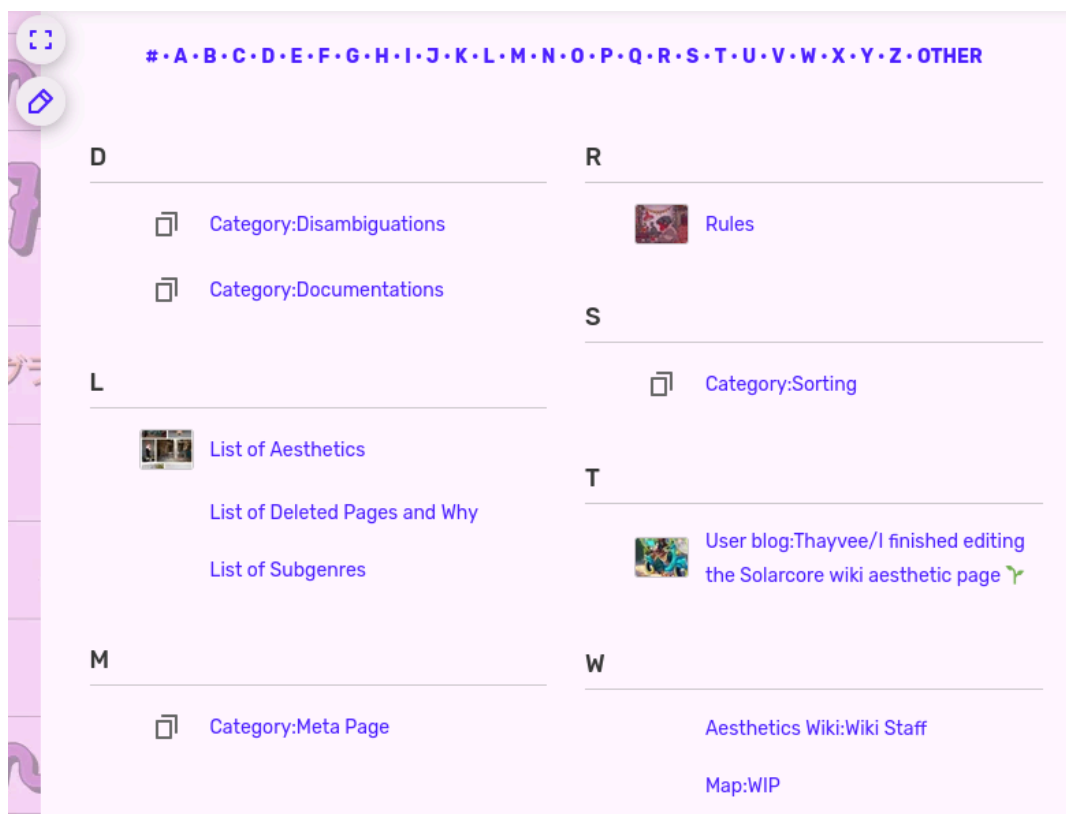 # · A · B · C · D · E · F · G · H · I · J · K · L · M · N · O · P · Q · R · S · T · U · V · W · X · Y · Z · OTHER
D
Category:Disambiguations
Category:Documentations
L
List of Aesthetics
List of Deleted Pages and Why
List of Subgenres
M
Category:Meta Page
R
Rules
S
Category:Sorting
T
User blog:Thayvee/I finished editing
the Solarcore wiki aesthetic page 🌱
W
Aesthetics Wiki:Wiki Staff
Map:WIP